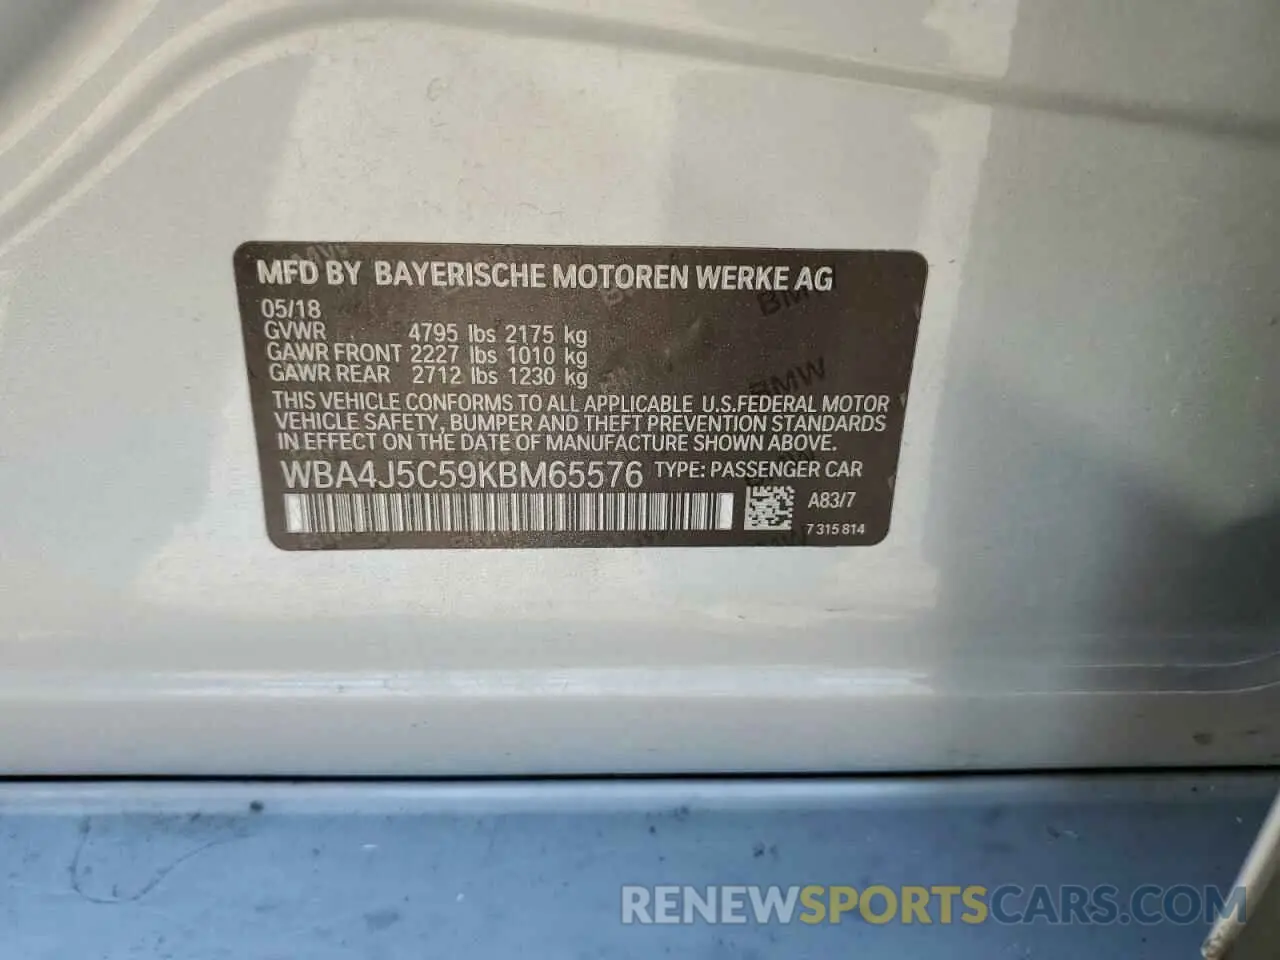 MFD BY BAYERISCHE MOTOREN WERKE AG
05/18
GVWR 4795 lbs 2175 kg
GAWR FRONT 2227 lbs 1010 kg
GAWR REAR 2712 lbs 1230 kg
THIS VEHICLE CONFORMS TO ALL APPLICABLE U.S.FEDERAL MOTOR
VEHICLE SAFETY, BUMPER AND THEFT PREVENTION STANDARDS
IN EFFECT ON THE DATE OF MANUFACTURE SHOWN ABOVE.
WBA4J5C59KBM65576 TYPE: PASSENGER CAR
A83/7
7 315 814
RENEWSPORTSCARS.COM